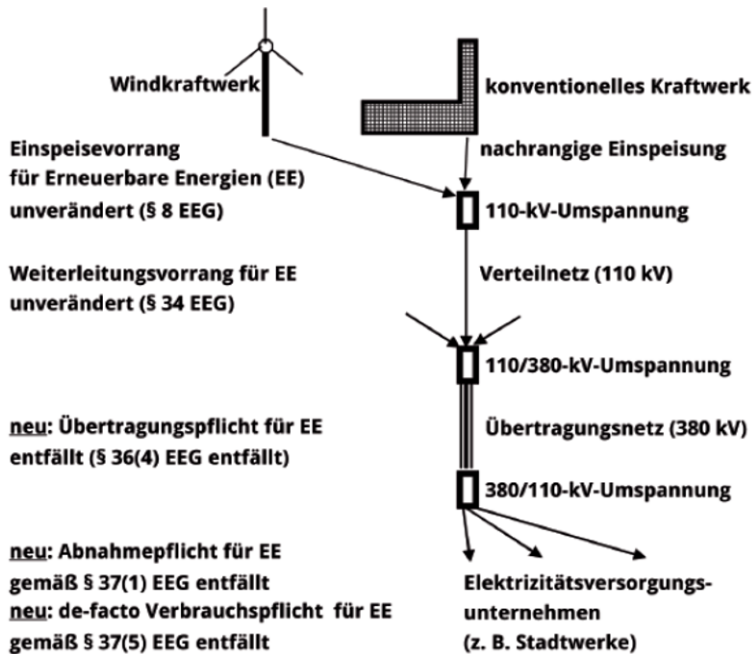 Windkraftwerk
konventionelles Kraftwerk
Einspeisevorrang
für Erneuerbare Energien (EE)
unverändert (§ 8 EEG)
nachrangige Einspeisung
110-kV-Umspannung
Weiterleitungsvorrang für EE
unverändert (§ 34 EEG)
Verteilnetz (110 kV)
110/380-kV-Umspannung
neu: Übertragungspflicht für EE
entfällt (§ 36(4) EEG entfällt)
Übertragungsnetz (380 kV)
380/110-kV-Umspannung
neu: Abnahmepflicht für EE
gemäß § 37(1) EEG entfällt
neu: de-facto Verbrauchspflicht für EE
gemäß § 37(5) EEG entfällt
Elektrizitätsversorgungs-
unternehmen
(z. B. Stadtwerke)